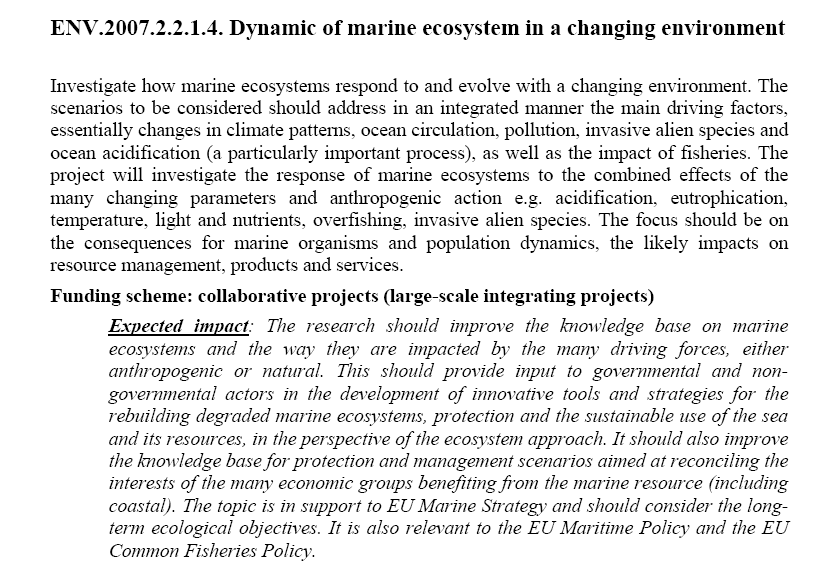 ENV.2007.2.2.1.4. Dynamic of marine ecosystem in a changing environment
Investigate how marine ecosystems respond to and evolve with a changing environment. The
scenarios to be considered should address in an integrated manner the main driving factors,
essentially changes in climate patterns, ocean circulation, pollution, invasive alien species and
ocean acidification (a particularly important process), as well as the impact of fisheries. The
project will investigate the response of marine ecosystems to the combined effects of the
many changing parameters and anthropogenic action e.g. acidification, eutrophication,
temperature, light and nutrients, overfishing, invasive alien species. The focus should be on
the consequences for marine organisms and population dynamics, the likely impacts on
resource management, products and services.
Funding scheme: collaborative projects (large-scale integrating projects)
Expected impact: The research should improve the knowledge base on marine
ecosystems and the way they are impacted by the many driving forces, either
anthropogenic or natural. This should provide input to governmental and non-
governmental actors in the development of innovative tools and strategies for the
rebuilding degraded marine ecosystems, protection and the sustainable use of the sea
and its resources, in the perspective of the ecosystem approach. It should also improve
the knowledge base for protection and management scenarios aimed at reconciling the
interests of the many economic groups benefiting from the marine resource (including
coastal). The topic is in support to EU Marine Strategy and should consider the long-
term ecological objectives. It is also relevant to the EU Maritime Policy and the EU
Common Fisheries Policy.